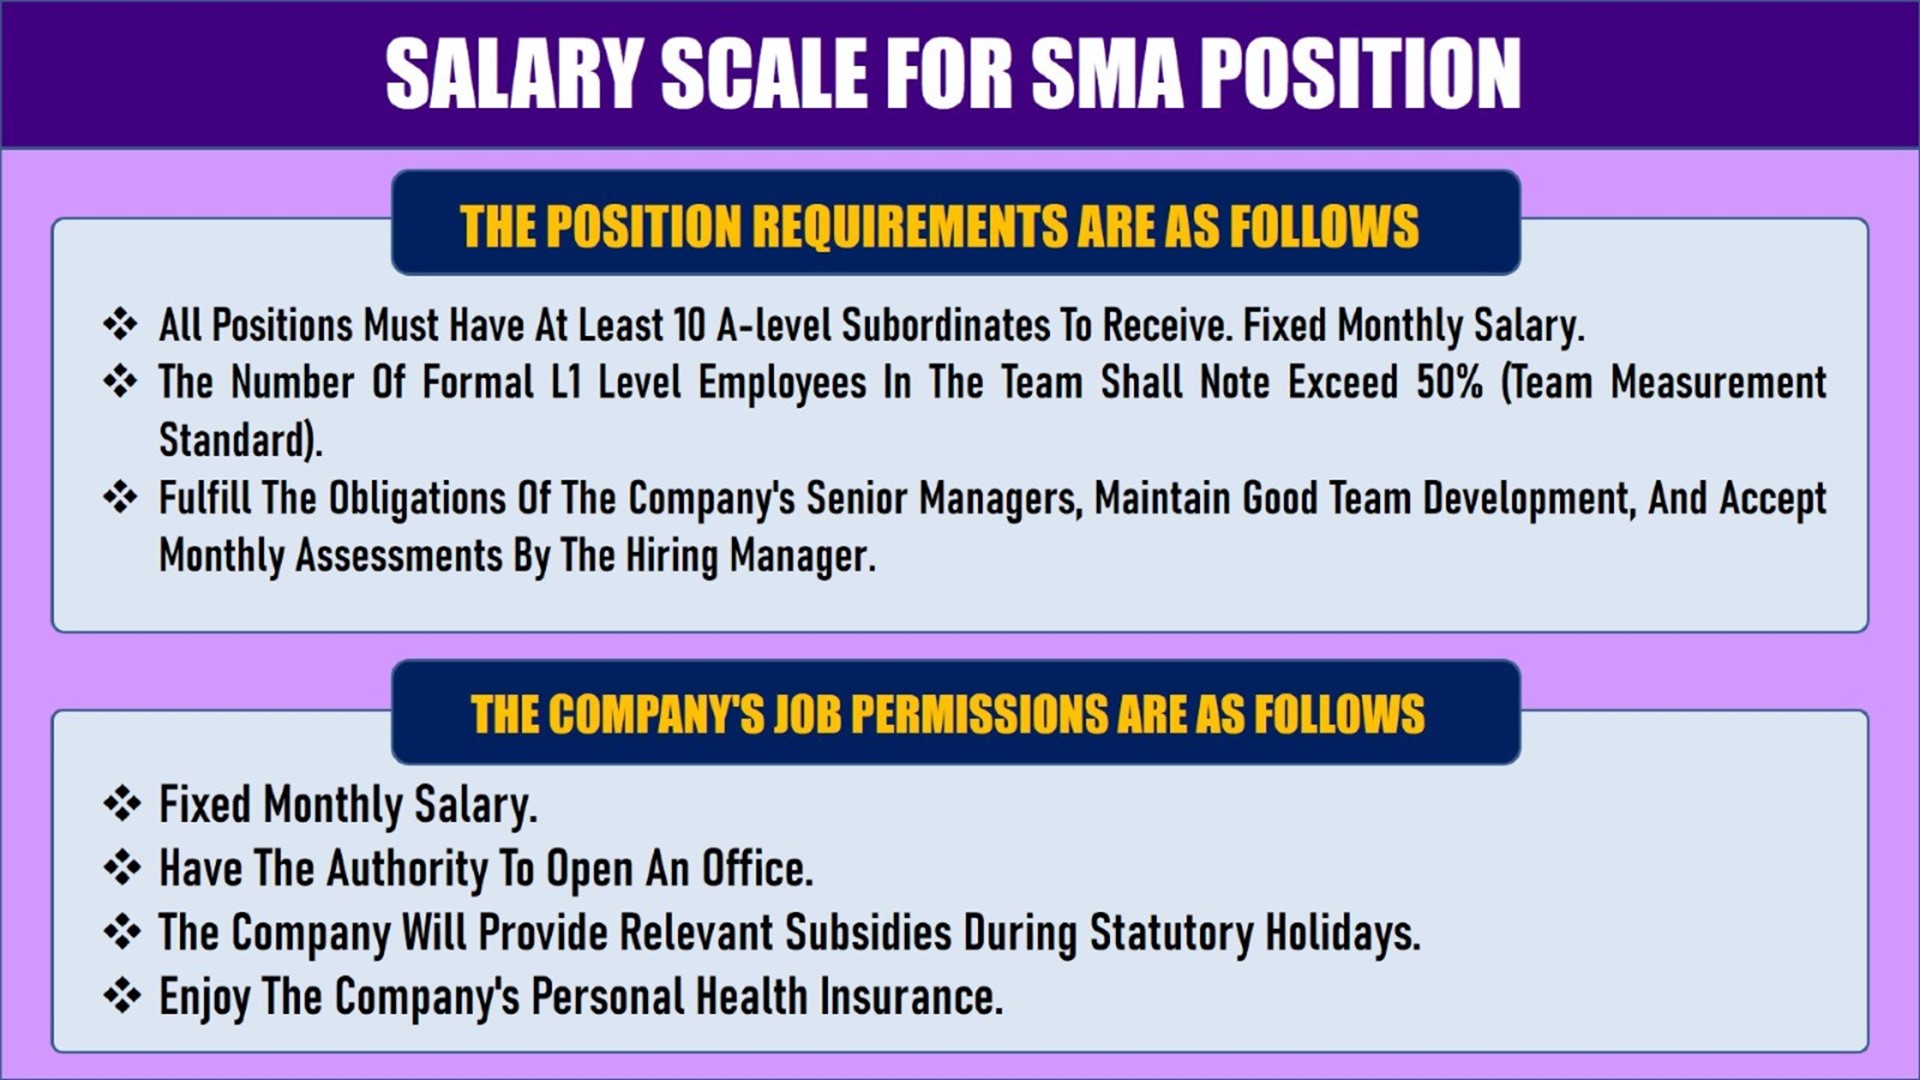 SALARY SCALE FOR SMA POSITION
THE POSITION REQUIREMENTS ARE AS FOLLOWS
❖ All Positions Must Have At Least 10 A-level Subordinates To Receive. Fixed Monthly Salary.
❖ The Number Of Formal L1 Level Employees In The Team Shall Note Exceed 50% (Team Measurement
Standard).
❖ Fulfill The Obligations Of The Company's Senior Managers, Maintain Good Team Development, And Accept
Monthly Assessments By The Hiring Manager.
THE COMPANY'S JOB PERMISSIONS ARE AS FOLLOWS
❖ Fixed Monthly Salary.
❖ Have The Authority To Open An Office.
❖ The Company Will Provide Relevant Subsidies During Statutory Holidays.
❖ Enjoy The Company's Personal Health Insurance.